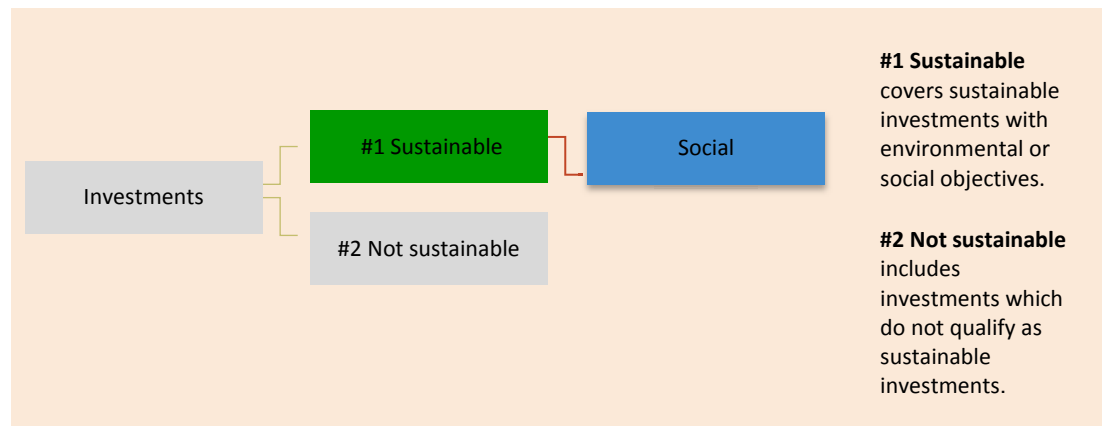 Investments
#1 Sustainable
Social
#2 Not sustainable
#1 Sustainable
covers sustainable
investments with
environmental or
social objectives.
#2 Not sustainable
includes
investments which
do not qualify as
sustainable
investments.